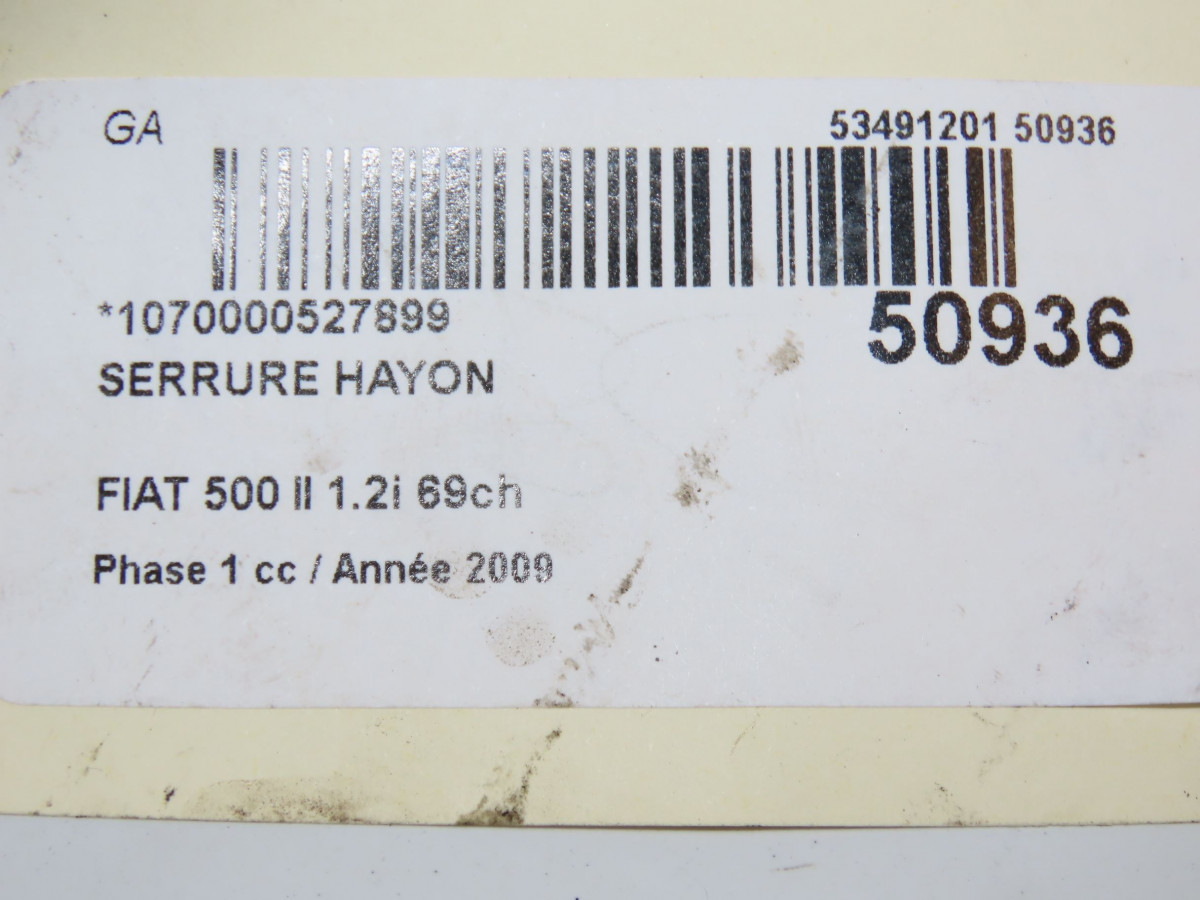 GA 53491201 50936
*1070000527899 50936
SERRURE HAYON
FIAT 500 II 1.2i 69ch
Phase 1 cc / Année 2009